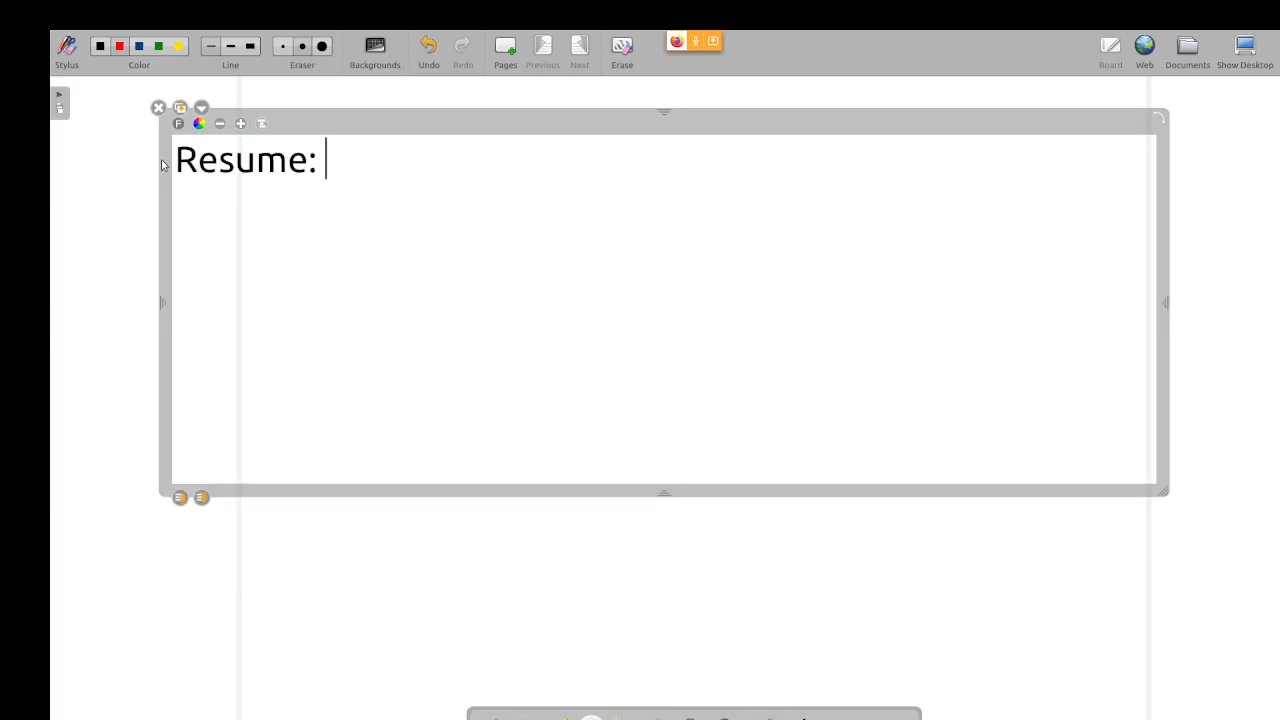 Stylus Color Line Eraser Backgrounds Undo Redo Pages Previous Next Erase Board Web Documents Show Desktop
F
Resume: